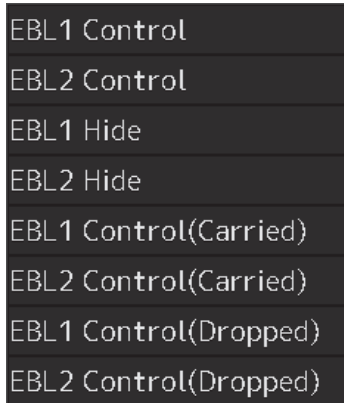 EBL1 Control
EBL2 Control
EBL1 Hide
EBL2 Hide
EBL1 Control(Carried)
EBL2 Control(Carried)
EBL1 Control(Dropped)
EBL2 Control(Dropped)